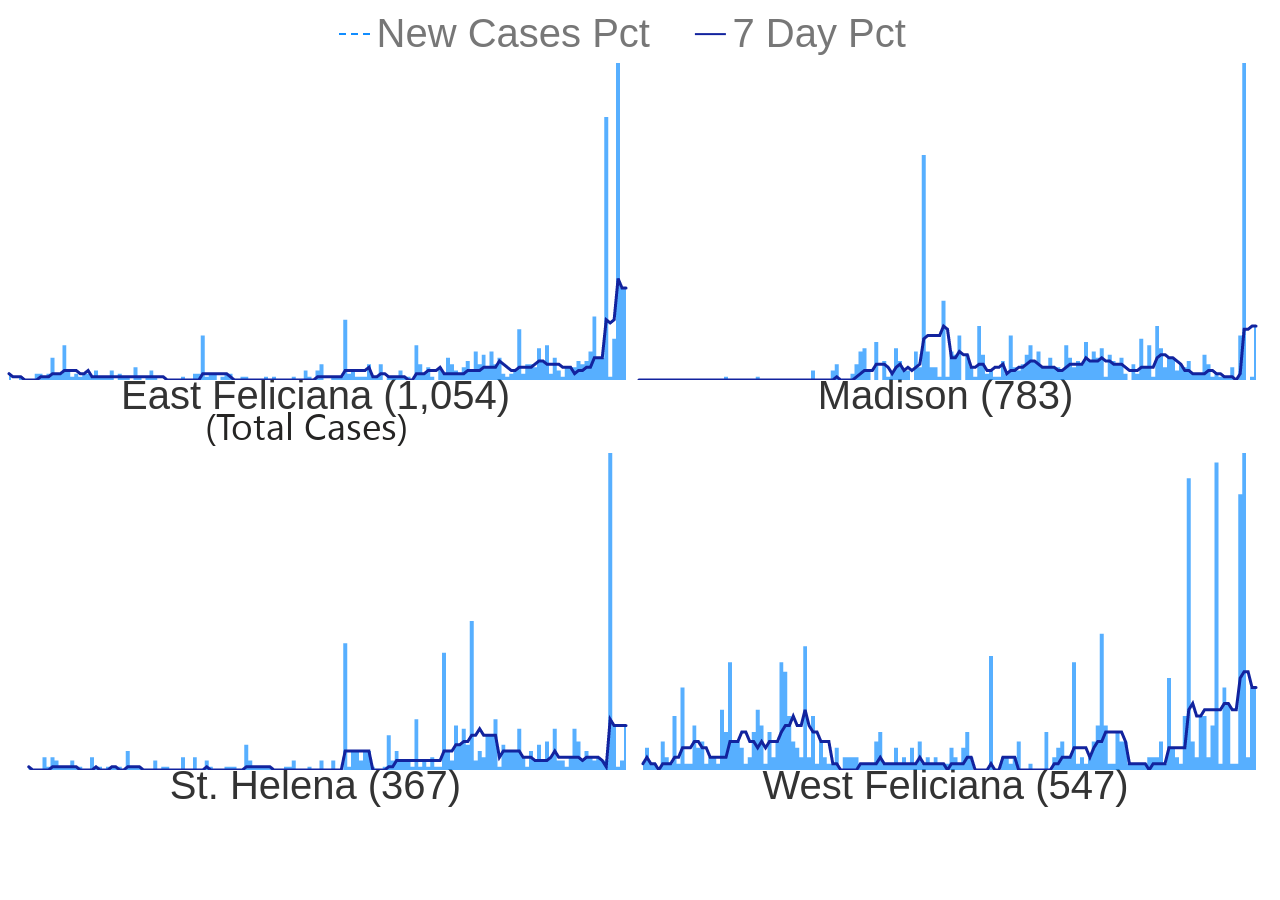 New Cases Pct 7 Day Pct
East Feliciana (1,054) Madison (783)
(Total Cases)
St. Helena (367) West Feliciana (547)